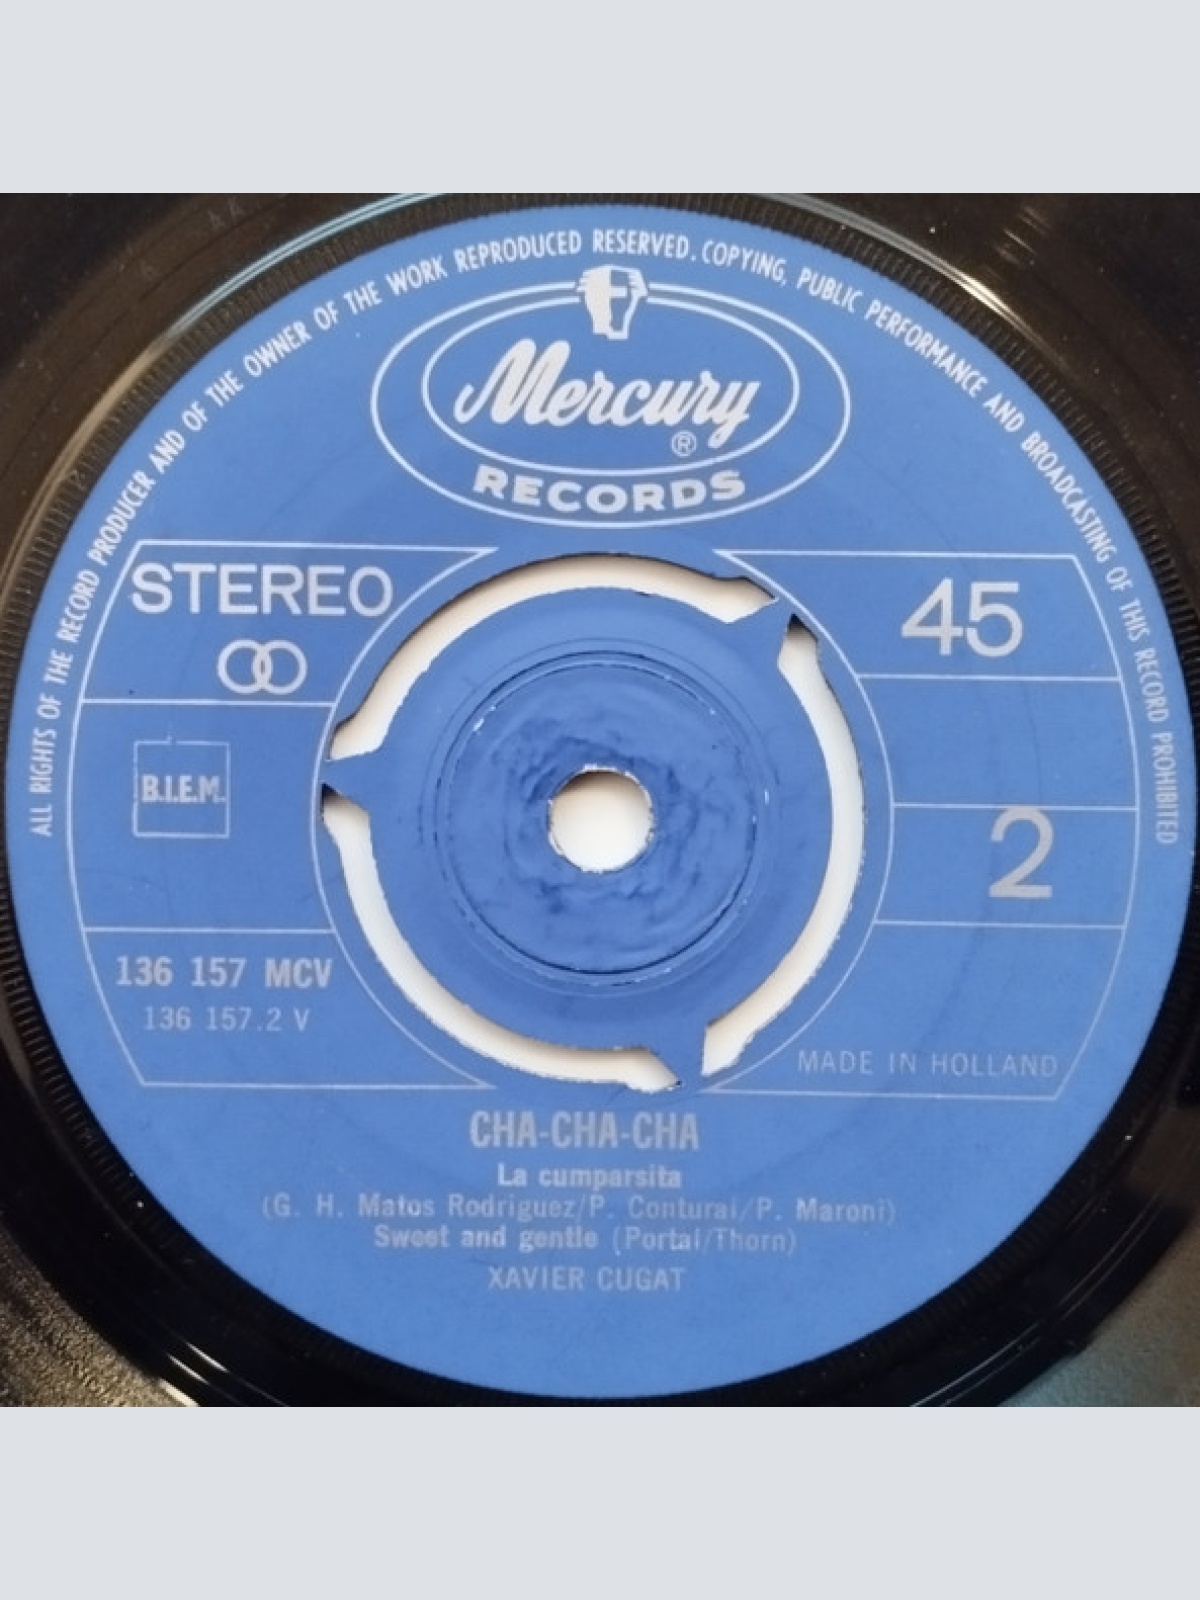 ALL RIGHTS OF THE RECORD PRODUCER AND OF THE OWNER OF THE WORK REPRODUCED RESERVED. COPYING, PUBLIC PERFORMANCE AND BROADCASTING OF THIS RECORD PROHIBITED
Mercury
®
RECORDS
STEREO
45
B.I.E.M.
2
136 157 MCV
136 157.2 V
MADE IN HOLLAND
CHA-CHA-CHA
La cumparsita
(G. H. Matos Rodriguez/P. Conturai/P. Maroni)
Sweet and gentle (Portal/Thorn)
XAVIER CUGAT